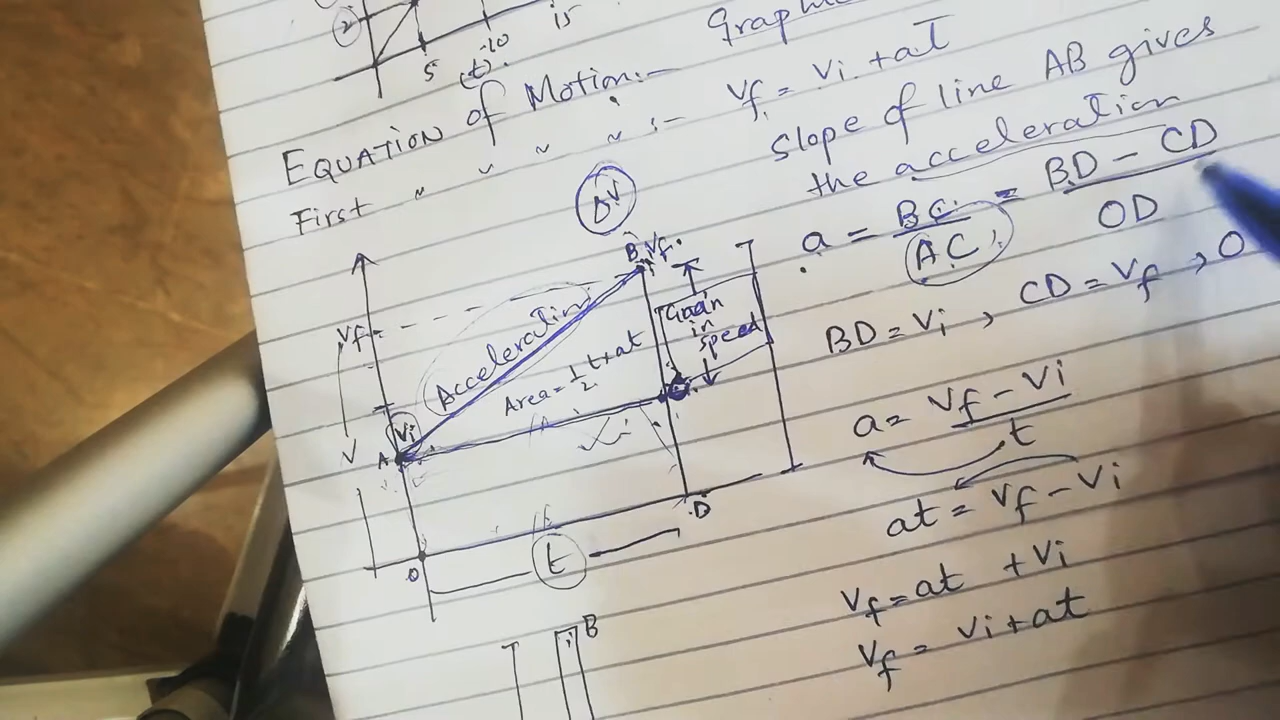 2
5
10
15
(t)
Graphi
EQUATION of Motion:-
First " " " :- Vf = Vi + at
Slope of line AB gives
the acceleration
a = BC / AC = BD - CD / OD
BD = Vi , CD = Vf , O
a = Vf - Vi / t
at = Vf - Vi
Vf = at + Vi
Vf = Vi + at
ΔV
B Vf
Vf
Acceleration
Gain
in
speed
Area = 1/2 t + at
Vi
V
A
D
O
t
B